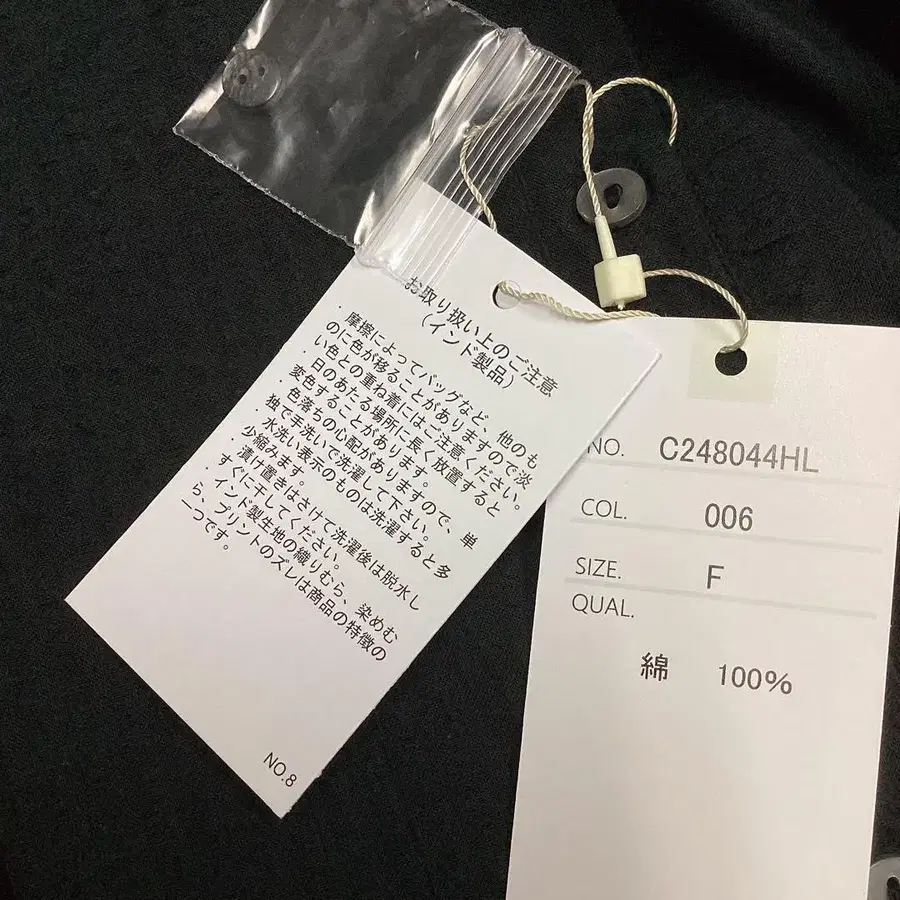 お取り扱い上のご注意
(インド製品)
・摩擦によってバッグなど、他のも
のに色が移ることがありますので淡
い色との重ね着にはご注意ください。
・日のあたる場所に長く放置すると
変色することがあります。
・色落ちの心配がありますので、単
独で手洗いで洗濯して下さい。
・水洗い表示のものは洗濯すると多
少縮みます。
・漬け置きはさけて洗濯後は脱水し
すぐに干してください。
・インド製生地の織りむら、染めむ
ら、プリントのズレは商品の特徴の
一つです。
NO.8
NO. C248044HL
COL. 006
SIZE. F
QUAL.
綿 100%